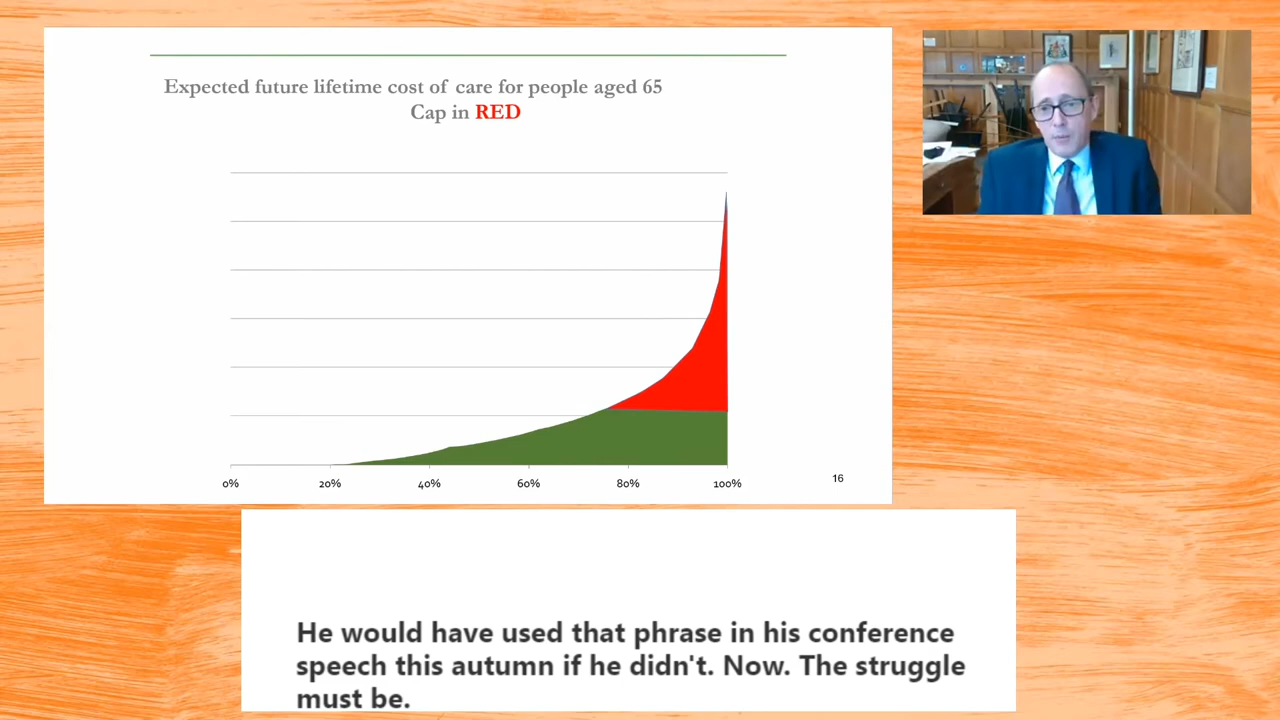 Expected future lifetime cost of care for people aged 65
Cap in RED
0%
20%
40%
60%
80%
100%
16
He would have used that phrase in his conference
speech this autumn if he didn't. Now. The struggle
must be.